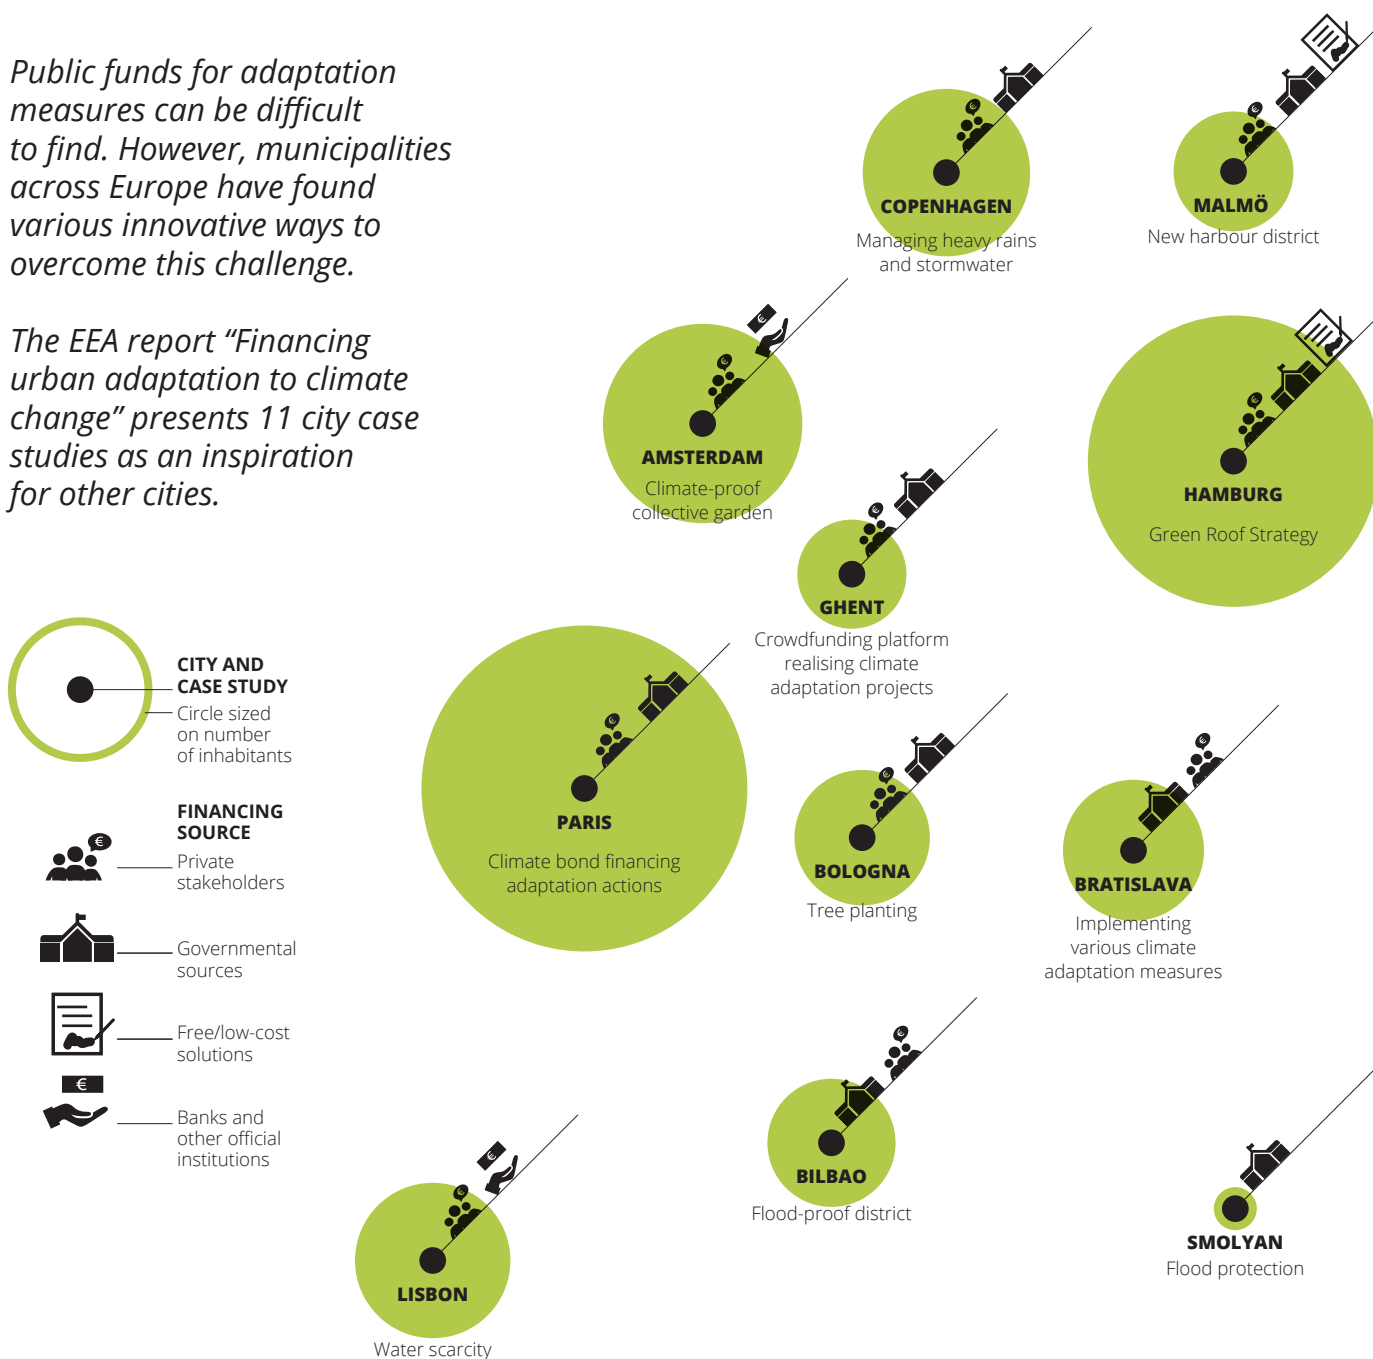 Public funds for adaptation
measures can be difficult
to find. However, municipalities
across Europe have found
various innovative ways to
overcome this challenge.
The EEA report “Financing
urban adaptation to climate
change” presents 11 city case
studies as an inspiration
for other cities.
COPENHAGEN
Managing heavy rains
and stormwater
MALMÖ
New harbour district
AMSTERDAM
Climate-proof
collective garden
HAMBURG
Green Roof Strategy
GHENT
Crowdfunding platform
realising climate
adaptation projects
CITY AND
CASE STUDY
Circle sized
on number
of inhabitants
FINANCING
SOURCE
€
Private
stakeholders
Governmental
sources
Free/low-cost
solutions
€
Banks and
other official
institutions
PARIS
Climate bond financing
adaptation actions
BOLOGNA
Tree planting
BRATISLAVA
Implementing
various climate
adaptation measures
BILBAO
Flood-proof district
SMOLYAN
Flood protection
LISBON
Water scarcity